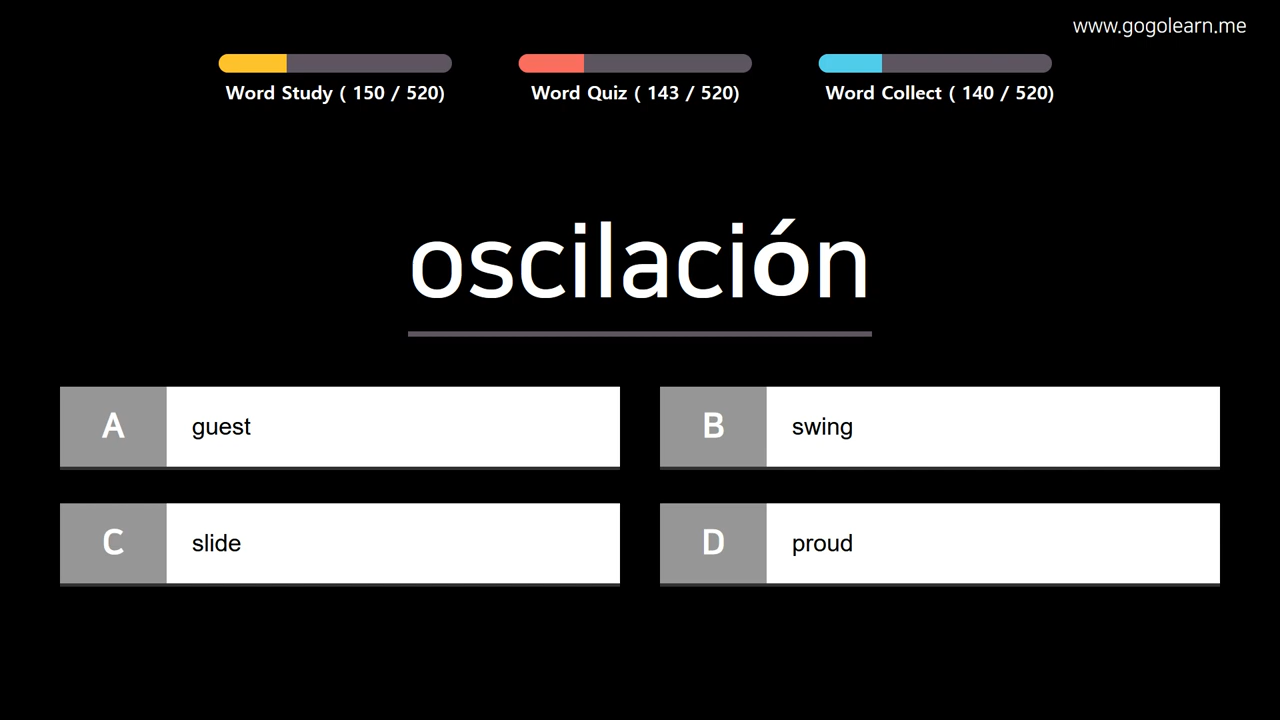 www.gogolearn.me
Word Study ( 150 / 520)
Word Quiz ( 143 / 520)
Word Collect ( 140 / 520)
oscilación
A guest
B swing
C slide
D proud